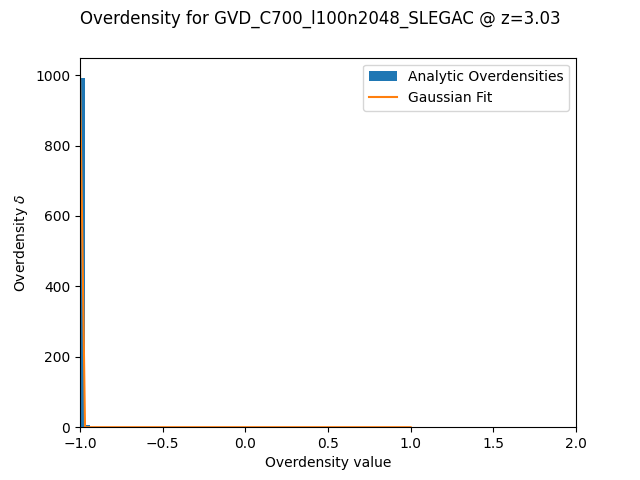 Overdensity for GVD_C700_l100n2048_SLEGAC @ z=3.03
Analytic Overdensities
Gaussian Fit
Overdensity δ
1000
800
600
400
200
0
−1.0 −0.5 0.0 0.5 1.0 1.5 2.0
Overdensity value